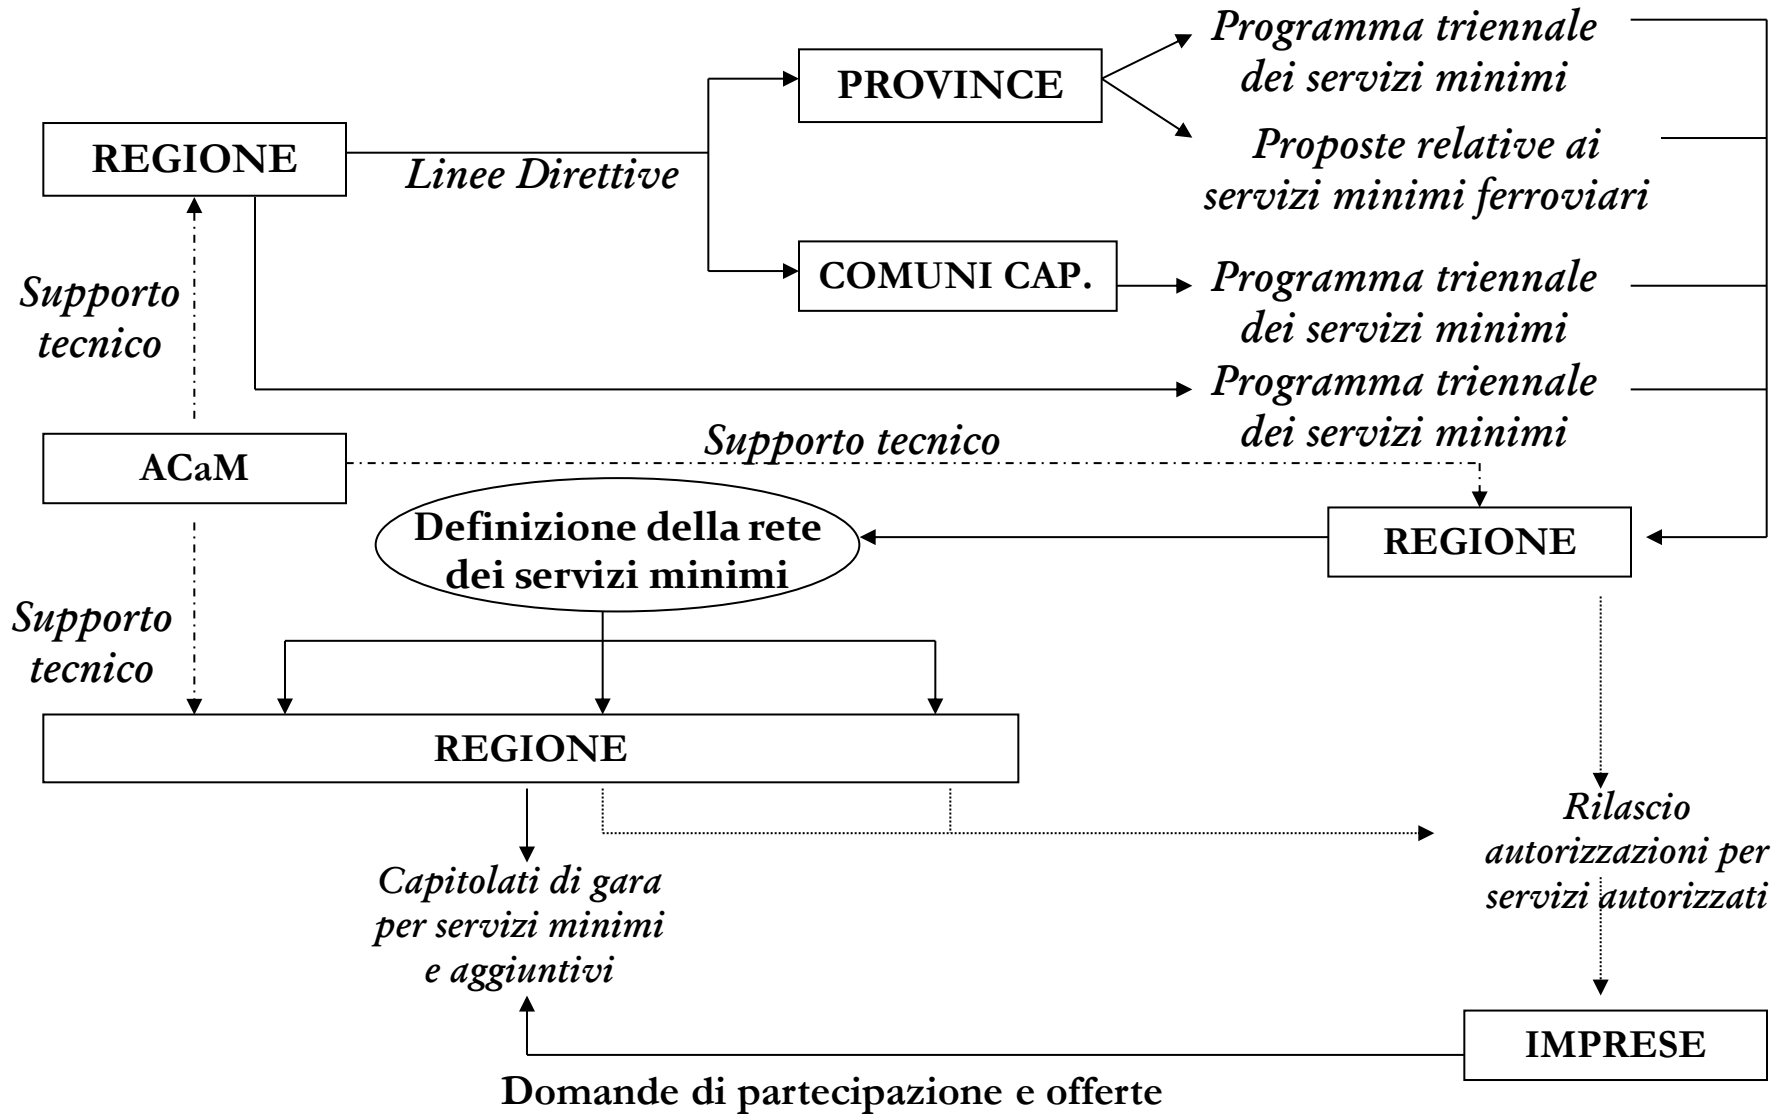 Programma triennale
dei servizi minimi
PROVINCE
REGIONE
Linee Direttive
Proposte relative ai
servizi minimi ferroviari
COMUNI CAP.
Programma triennale
dei servizi minimi
Supporto
tecnico
Programma triennale
dei servizi minimi
ACaM
Supporto tecnico
Definizione della rete
dei servizi minimi
REGIONE
Supporto
tecnico
REGIONE
Rilascio
autorizzazioni per
servizi autorizzati
Capitolati di gara
per servizi minimi
e aggiuntivi
IMPRESE
Domande di partecipazione e offerte